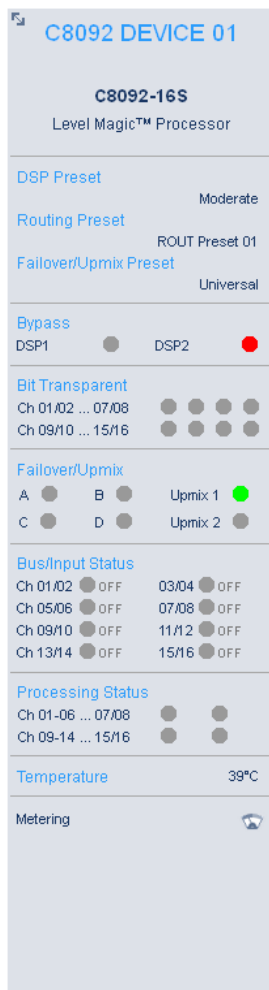 C8092 DEVICE 01
C8092-16S
Level Magic™ Processor
DSP Preset
Moderate
Routing Preset
ROUT Preset 01
Failover/Upmix Preset
Universal
Bypass
DSP1 DSP2
Bit Transparent
Ch 01/02 ... 07/08
Ch 09/10 ... 15/16
Failover/Upmix
A B Upmix 1
C D Upmix 2
Bus/Input Status
Ch 01/02 OFF 03/04 OFF
Ch 05/06 OFF 07/08 OFF
Ch 09/10 OFF 11/12 OFF
Ch 13/14 OFF 15/16 OFF
Processing Status
Ch 01-06 ... 07/08
Ch 09-14 ... 15/16
Temperature 39°C
Metering